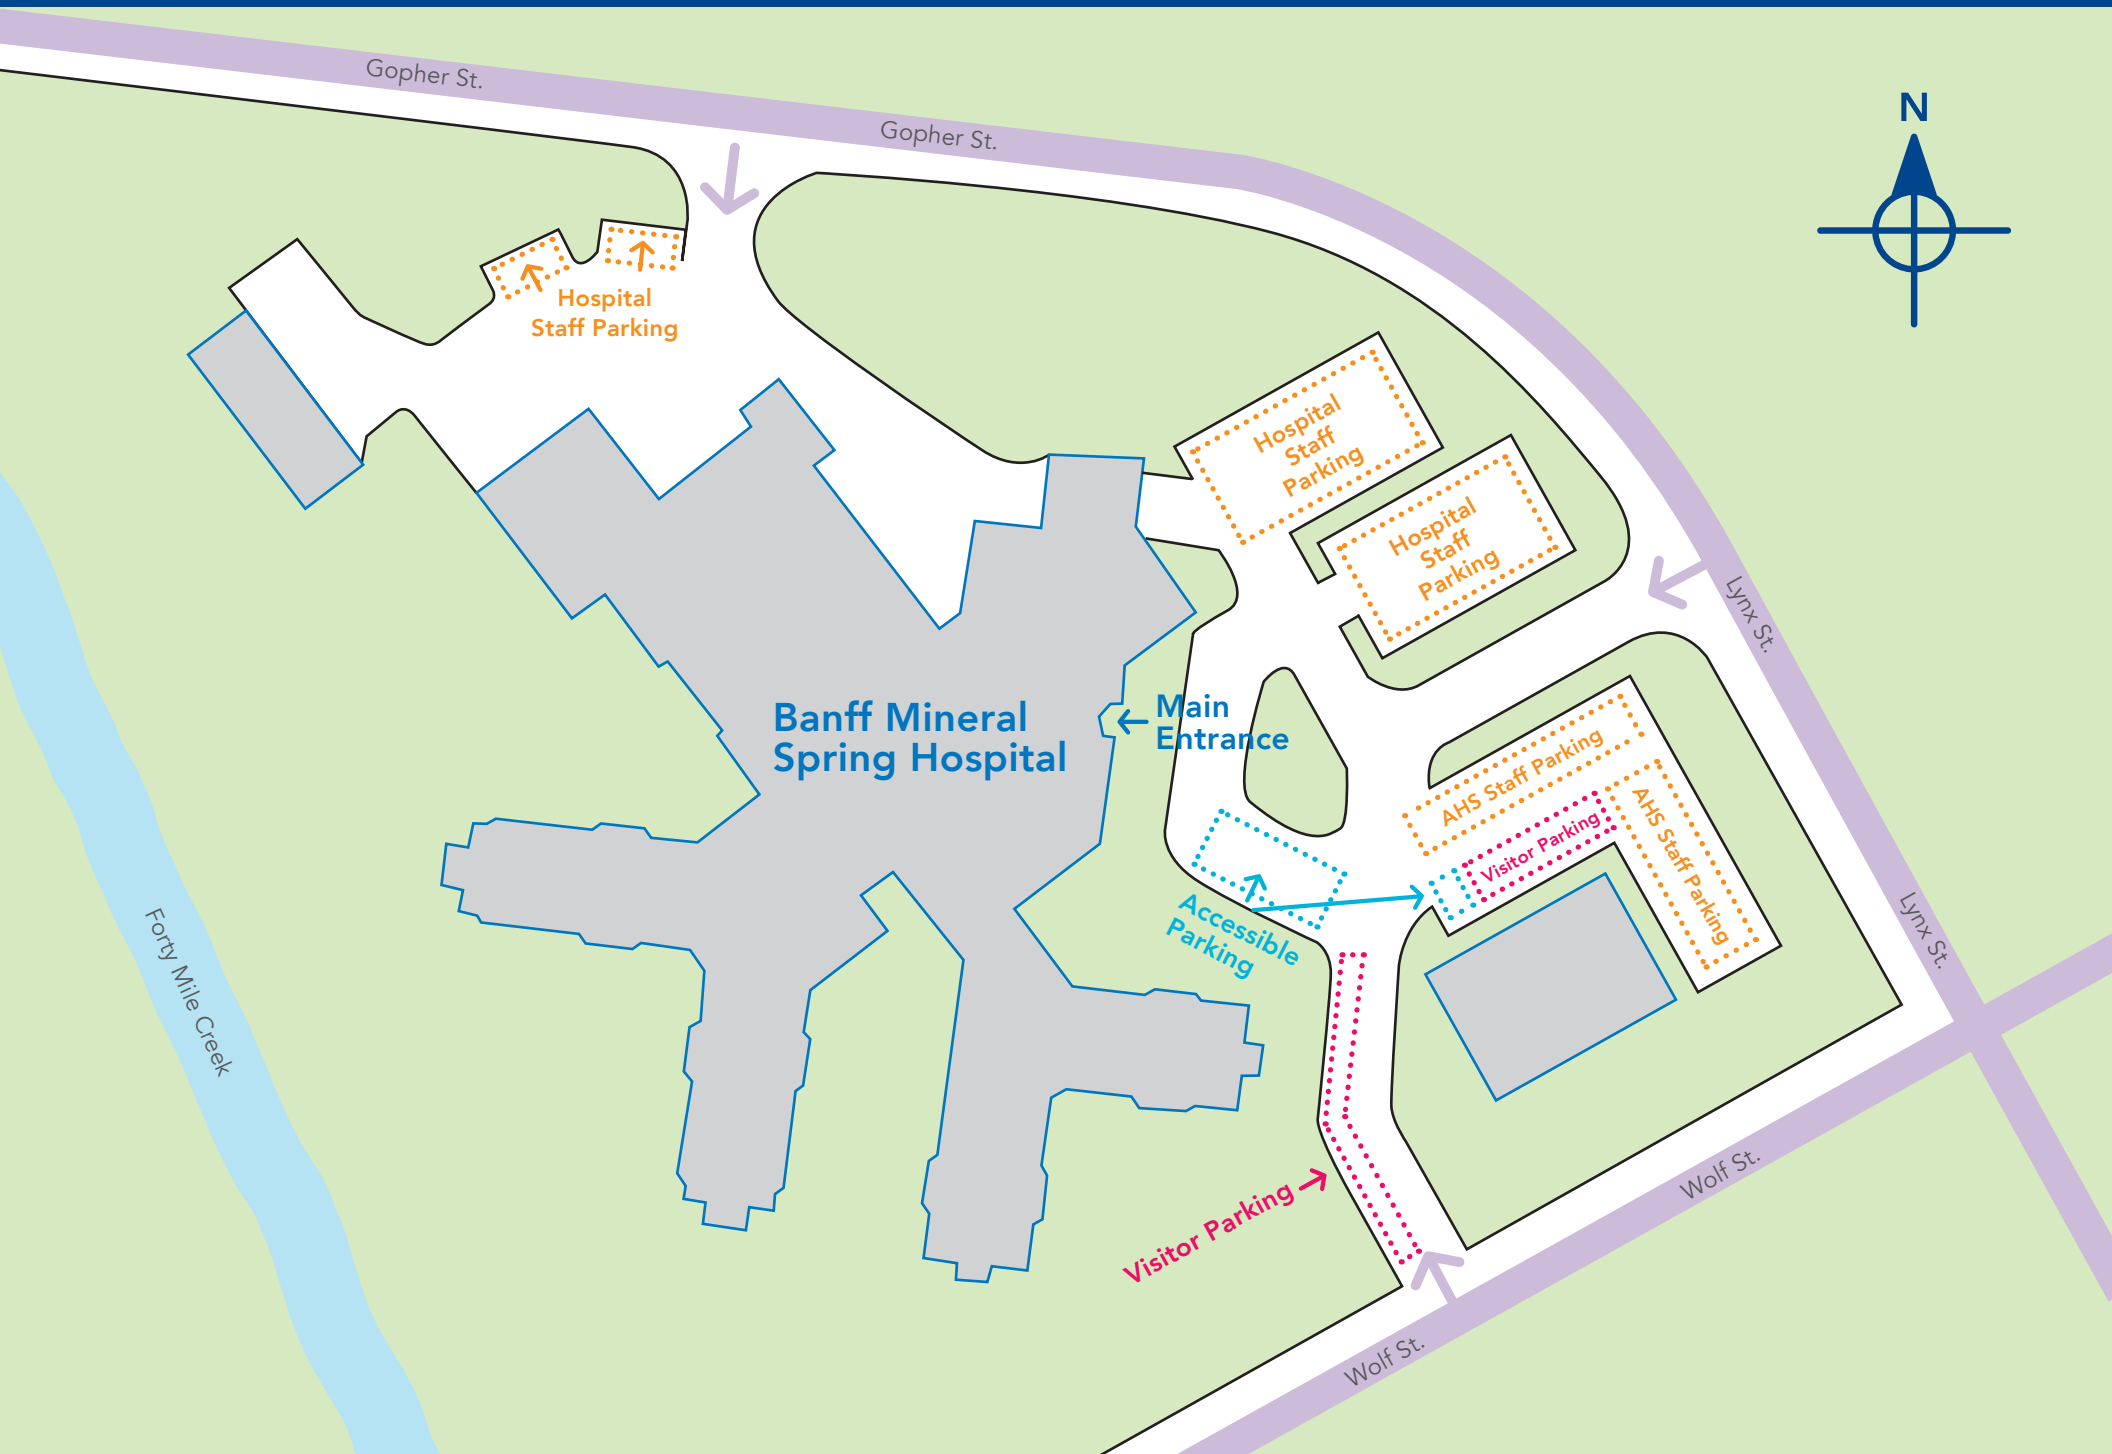 Gopher St.
Gopher St.
N
Hospital
Staff Parking
Hospital
Staff
Parking
Hospital
Staff
Parking
Lynx St.
Banff Mineral
Spring Hospital
Main
Entrance
AHS Staff Parking
Visitor Parking
AHS Staff Parking
Accessible
Parking
Lynx St.
Forty Mile Creek
Visitor Parking
Wolf St.
Wolf St.